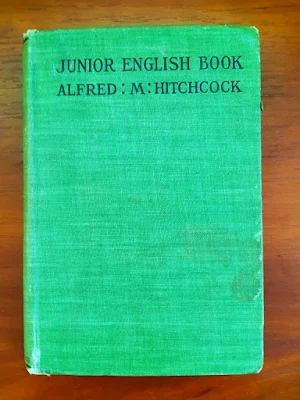 JUNIOR ENGLISH BOOK
ALFRED : M : HITCHCOCK